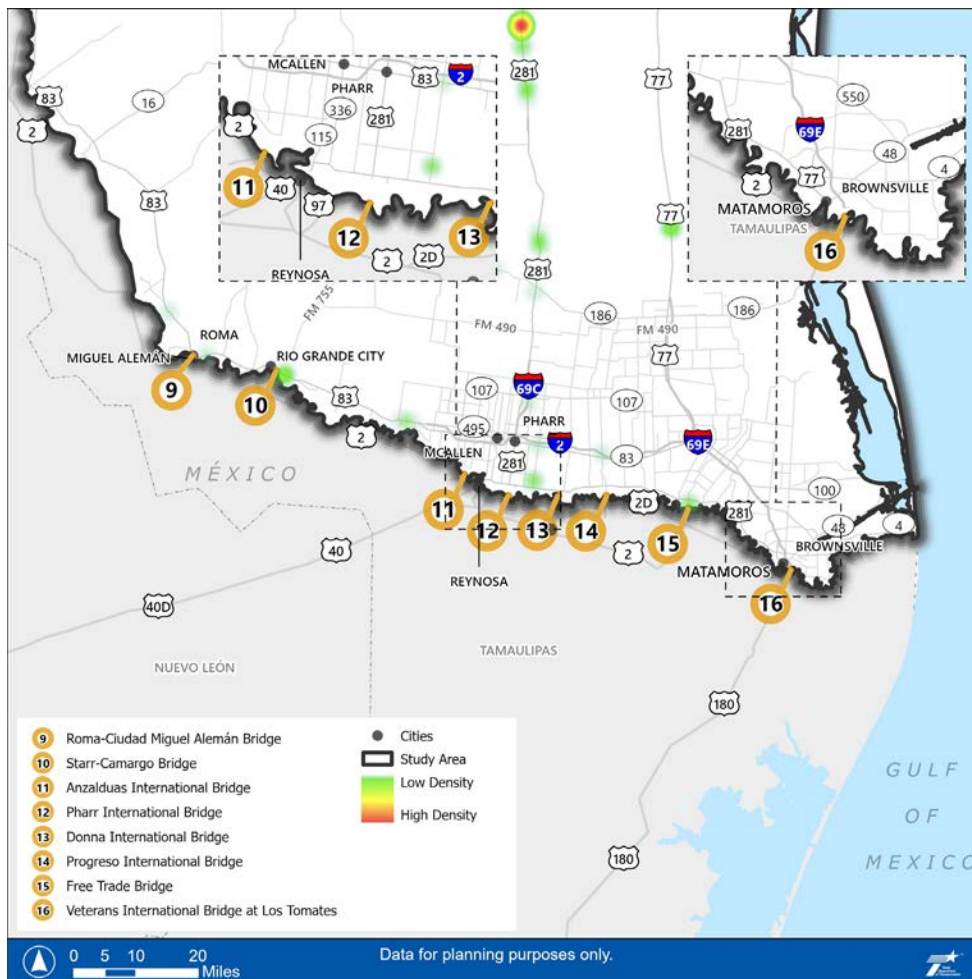 281
77
MCALLEN
83
2
PHARR
83
16
336
281
2
115
2
11
40
97
12
13
2
2D
REYNOSA
550
281
69E
48
77
4
2
BROWNSVILLE
MATAMOROS
TAMAULIPAS
16
83
77
281
FM 755
186
186
FM 490
FM 490
ROMA
77
MIGUEL ALEMÁN
RIO GRANDE CITY
9
10
83
107
69C
107
2
495
PHARR
2
69E
MCALLEN
281
83
MÉXICO
11
12
13
14
2D
15
281
100
48
4
BROWNSVILLE
40
2
REYNOSA
MATAMOROS
16
40D
NUEVO LEÓN
TAMAULIPAS
180
180
GULF
OF
MEXICO
9 Roma-Ciudad Miguel Alemán Bridge
10 Starr-Camargo Bridge
11 Anzalduas International Bridge
12 Pharr International Bridge
13 Donna International Bridge
14 Progreso International Bridge
15 Free Trade Bridge
16 Veterans International Bridge at Los Tomates
Cities
Study Area
Low Density
High Density
0 5 10 20
Miles
Data for planning purposes only.